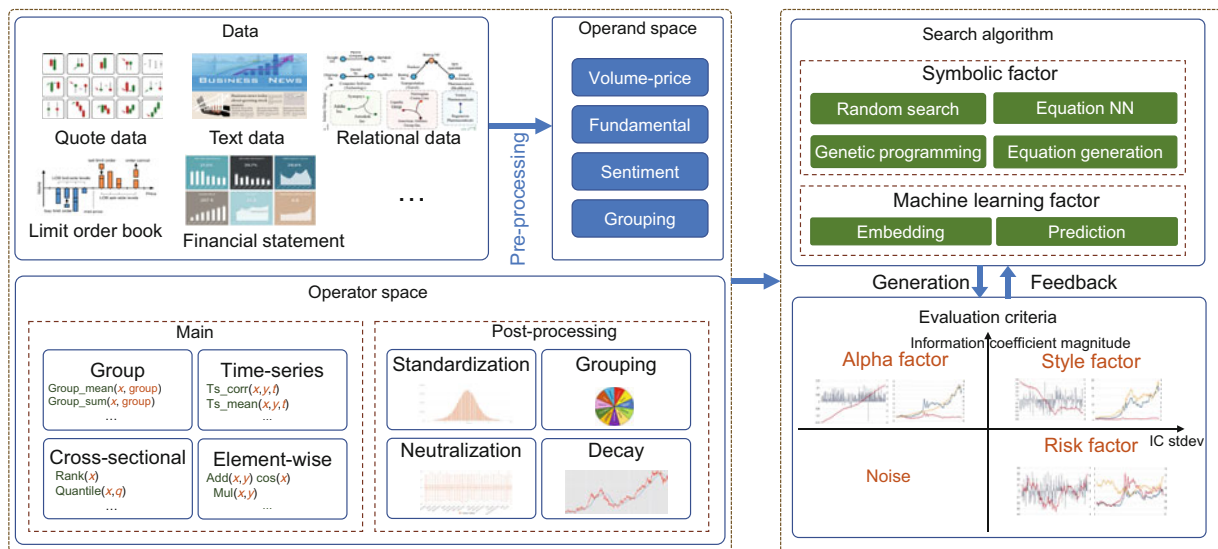 Data
BUSINESS NEWS
Quote data
Text data
Relational data
Limit order book
Financial statement
...
Pre-processing
Operand space
Volume-price
Fundamental
Sentiment
Grouping
Operator space
Main
Group
Group_mean(x, group)
Group_sum(x, group)
...
Time-series
Ts_corr(x,y,t)
Ts_mean(x,y,t)
...
Cross-sectional
Rank(x)
Quantile(x,q)
...
Element-wise
Add(x,y) cos(x)
Mul(x,y)
...
Post-processing
Standardization
Grouping
Neutralization
Decay
Search algorithm
Symbolic factor
Random search
Equation NN
Genetic programming
Equation generation
Machine learning factor
Embedding
Prediction
Generation
Feedback
Evaluation criteria
Information coefficient magnitude
Alpha factor
Style factor
IC stdev
Noise
Risk factor